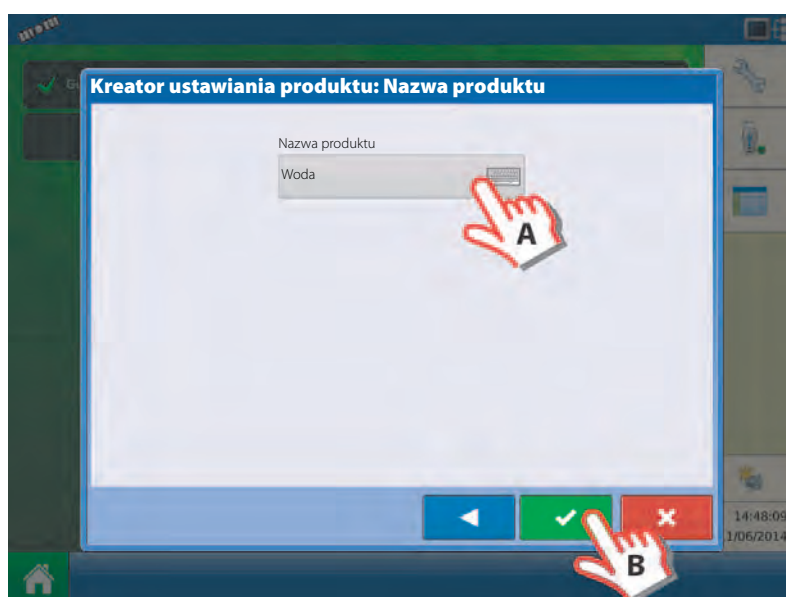 Kreator ustawiania produktu: Nazwa produktu
Nazwa produktu
Woda
A
14:48:09
1/06/2014
B